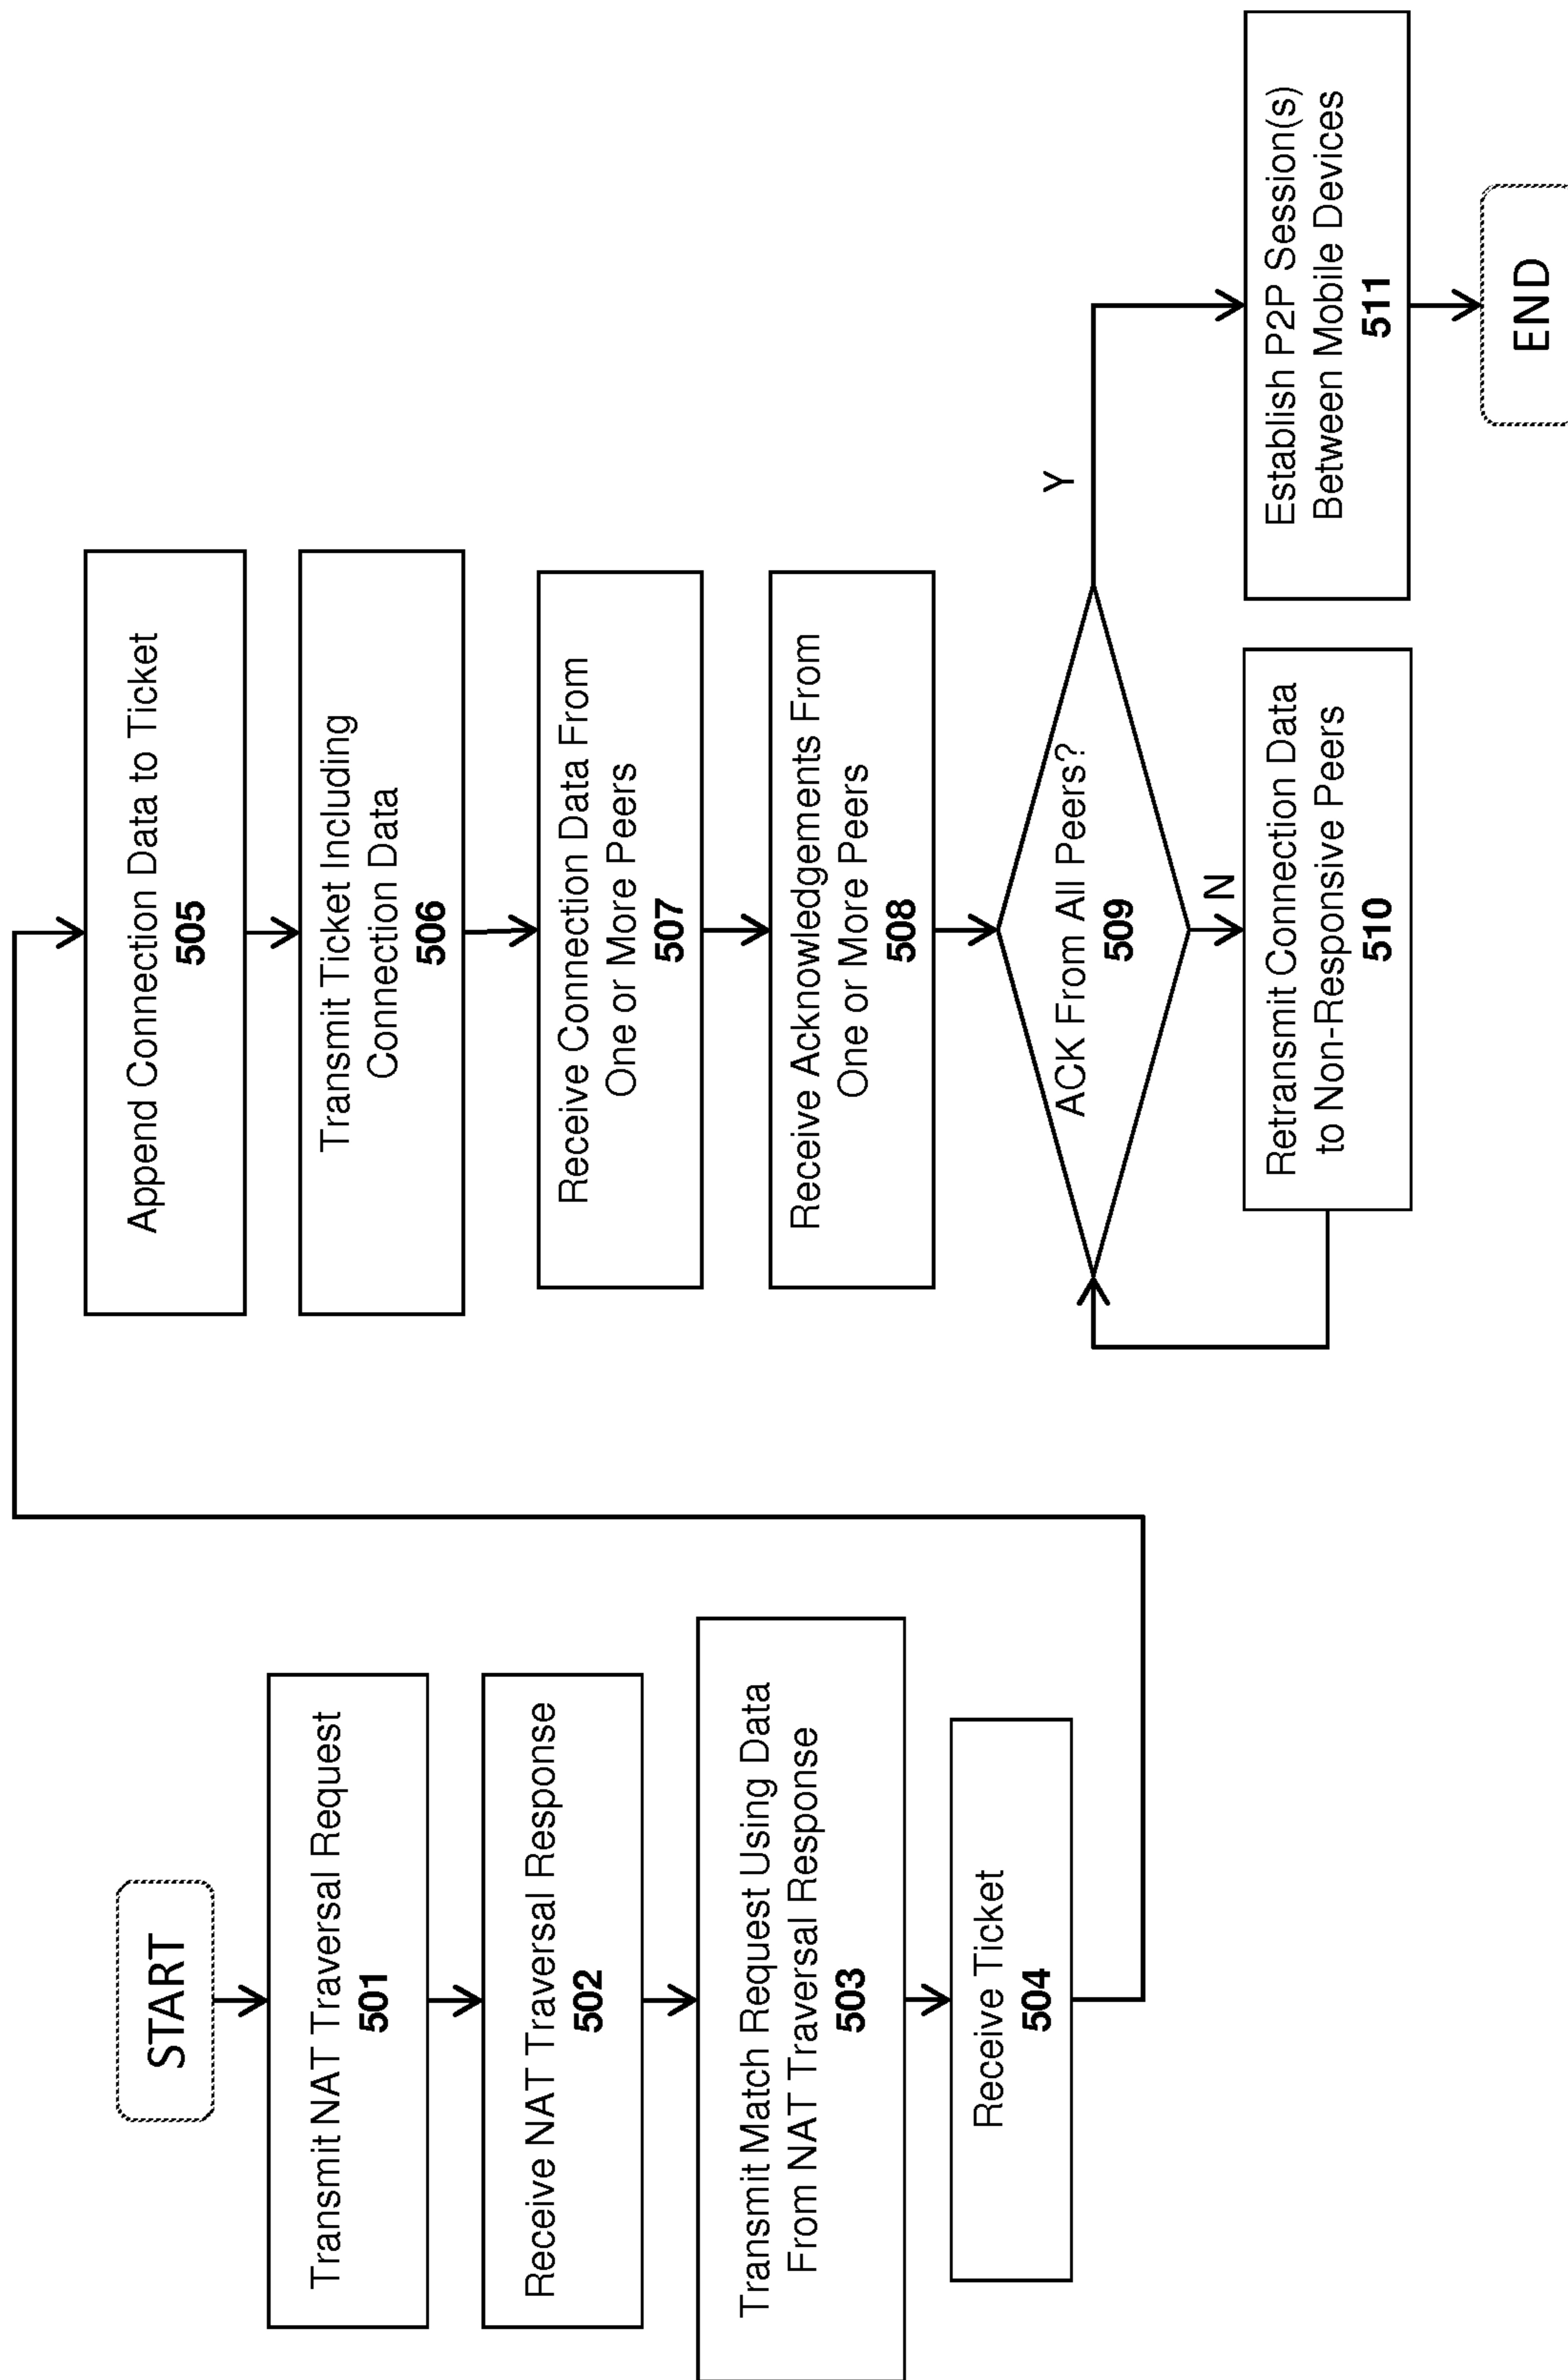 START
Transmit NAT Traversal Request
501
Receive NAT Traversal Response
502
Transmit Match Request Using Data
From NAT Traversal Response
503
Receive Ticket
504
Append Connection Data to Ticket
505
Transmit Ticket Including
Connection Data
506
Receive Connection Data From
One or More Peers
507
Receive Acknowledgements From
One or More Peers
508
ACK From All Peers?
509
Y
N
Retransmit Connection Data
to Non-Responsive Peers
510
Establish P2P Session(s)
Between Mobile Devices
511
END